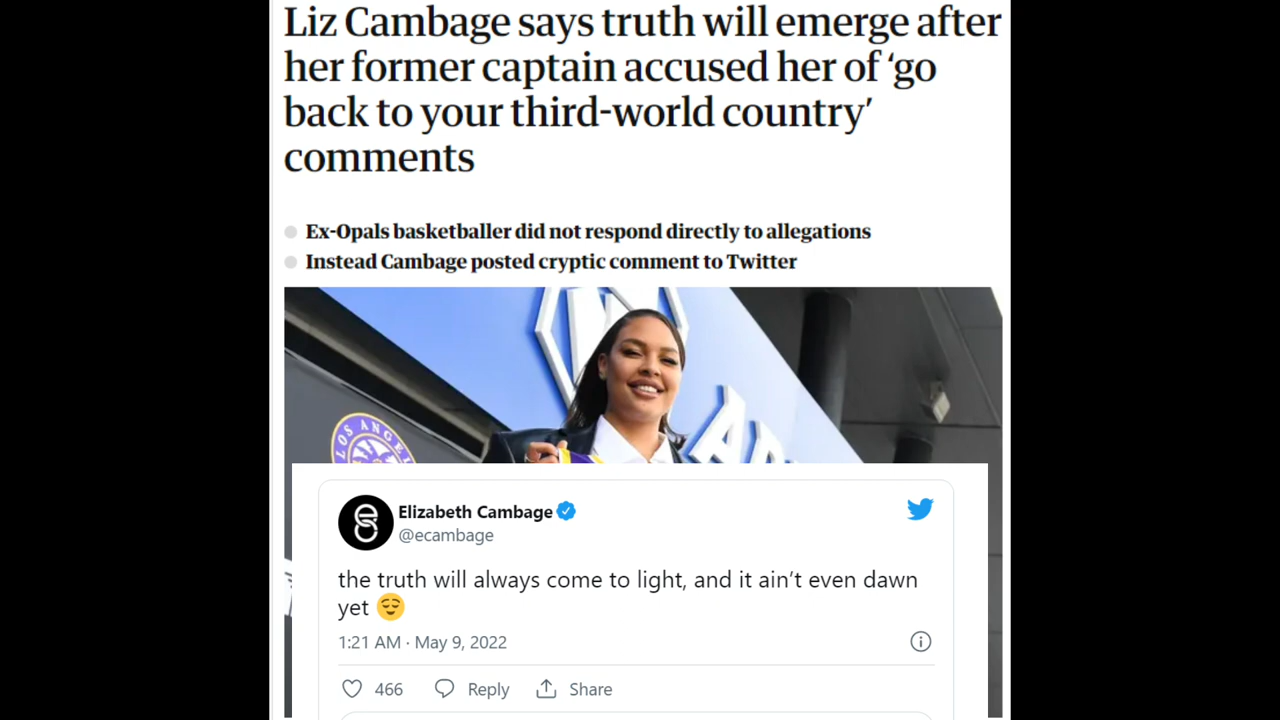 Liz Cambage says truth will emerge after
her former captain accused her of ‘go
back to your third-world country’
comments
Ex-Opals basketballer did not respond directly to allegations
Instead Cambage posted cryptic comment to Twitter
LOS ANGE
Elizabeth Cambage
@ecambage
the truth will always come to light, and it ain’t even dawn
yet 😌
1:21 AM · May 9, 2022
466 Reply Share